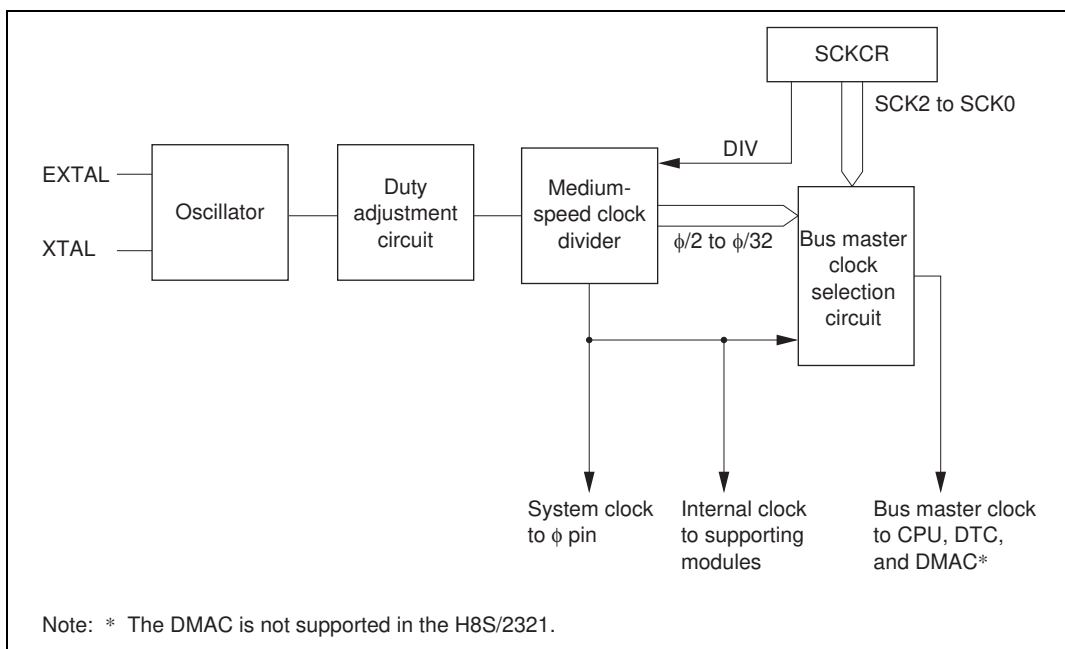 SCKCR
SCK2 to SCK0
DIV
EXTAL
XTAL
Oscillator
Duty
adjustment
circuit
Medium-
speed clock
divider
ϕ/2 to ϕ/32
Bus master
clock
selection
circuit
System clock
to ϕ pin
Internal clock
to supporting
modules
Bus master clock
to CPU, DTC,
and DMAC*
Note: * The DMAC is not supported in the H8S/2321.